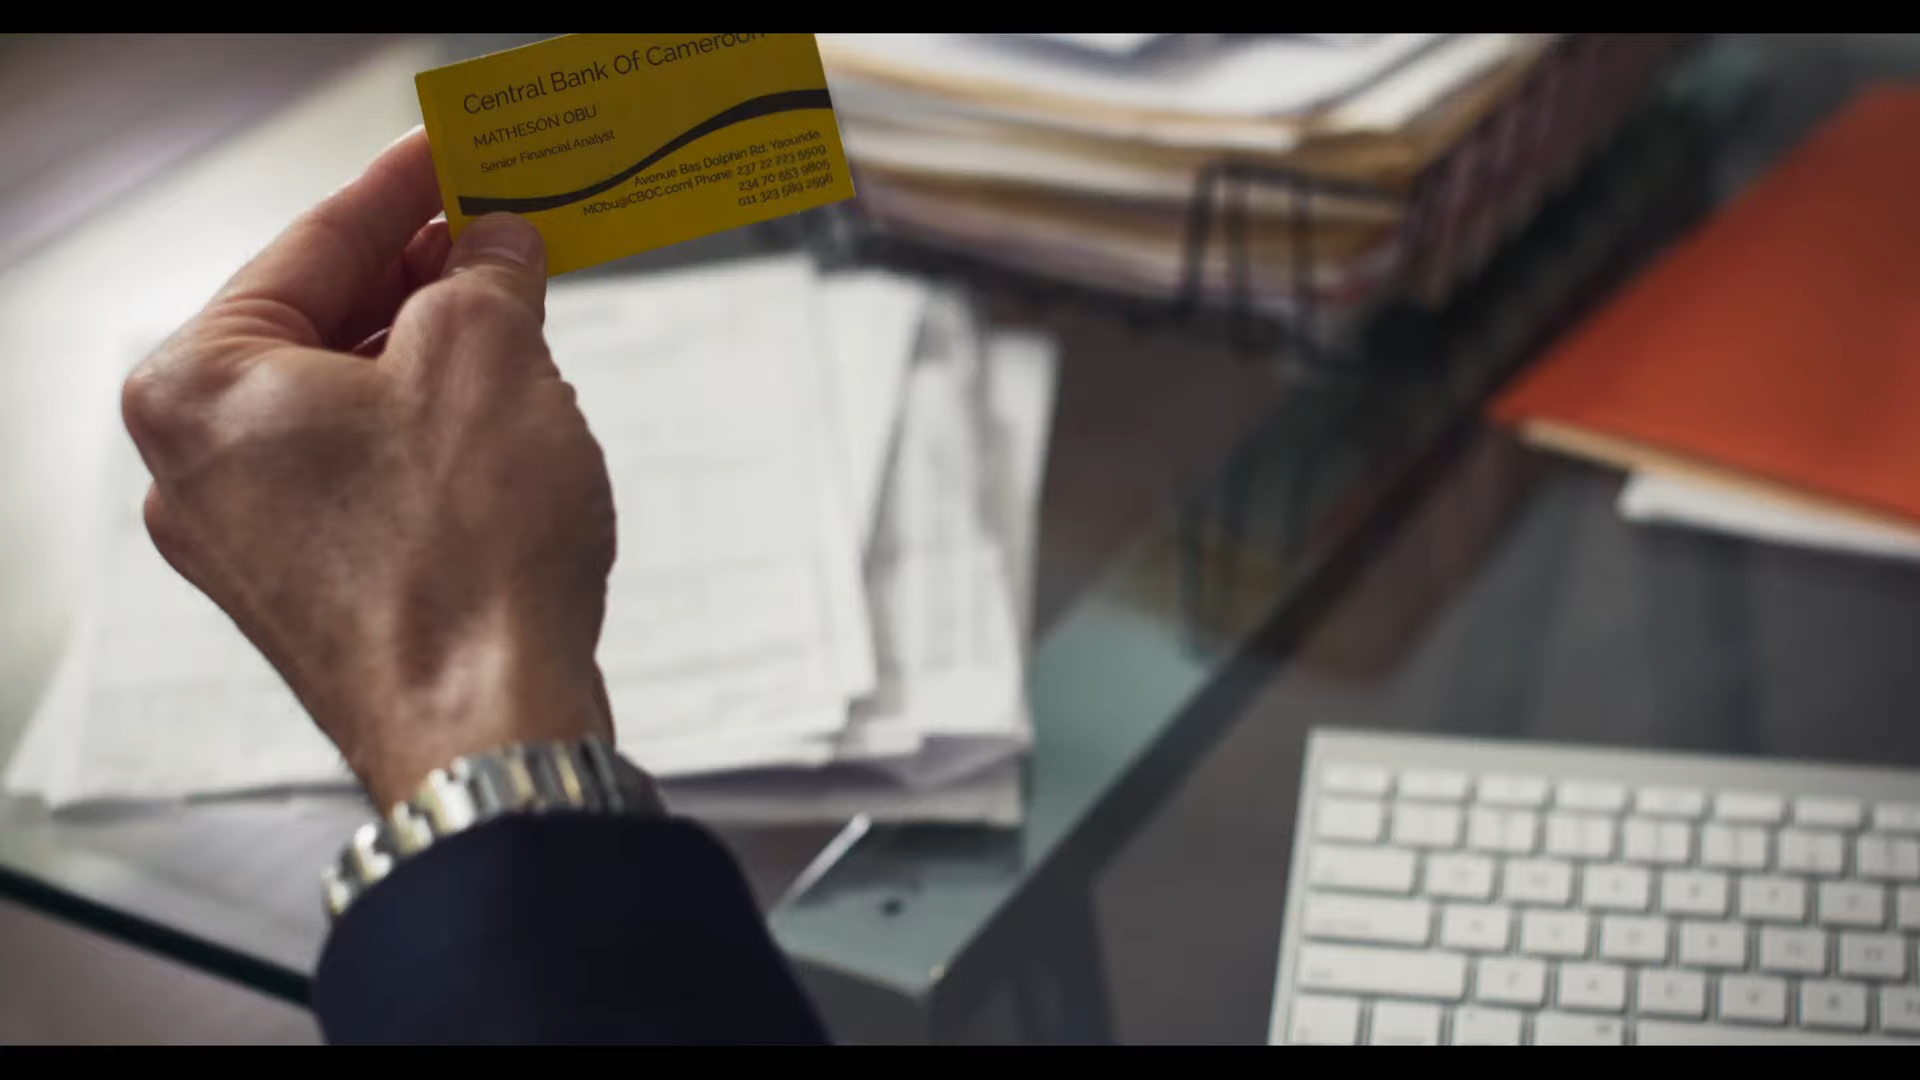 Central Bank Of Cameroon
MATHESON OBU
Senior Financial Analyst
Avenue Bas Dolphin Rd, Yaounde,
MObu@CBOC.com| Phone: 237 22 223 5509
234 70 553 9805
011 323 589 2596